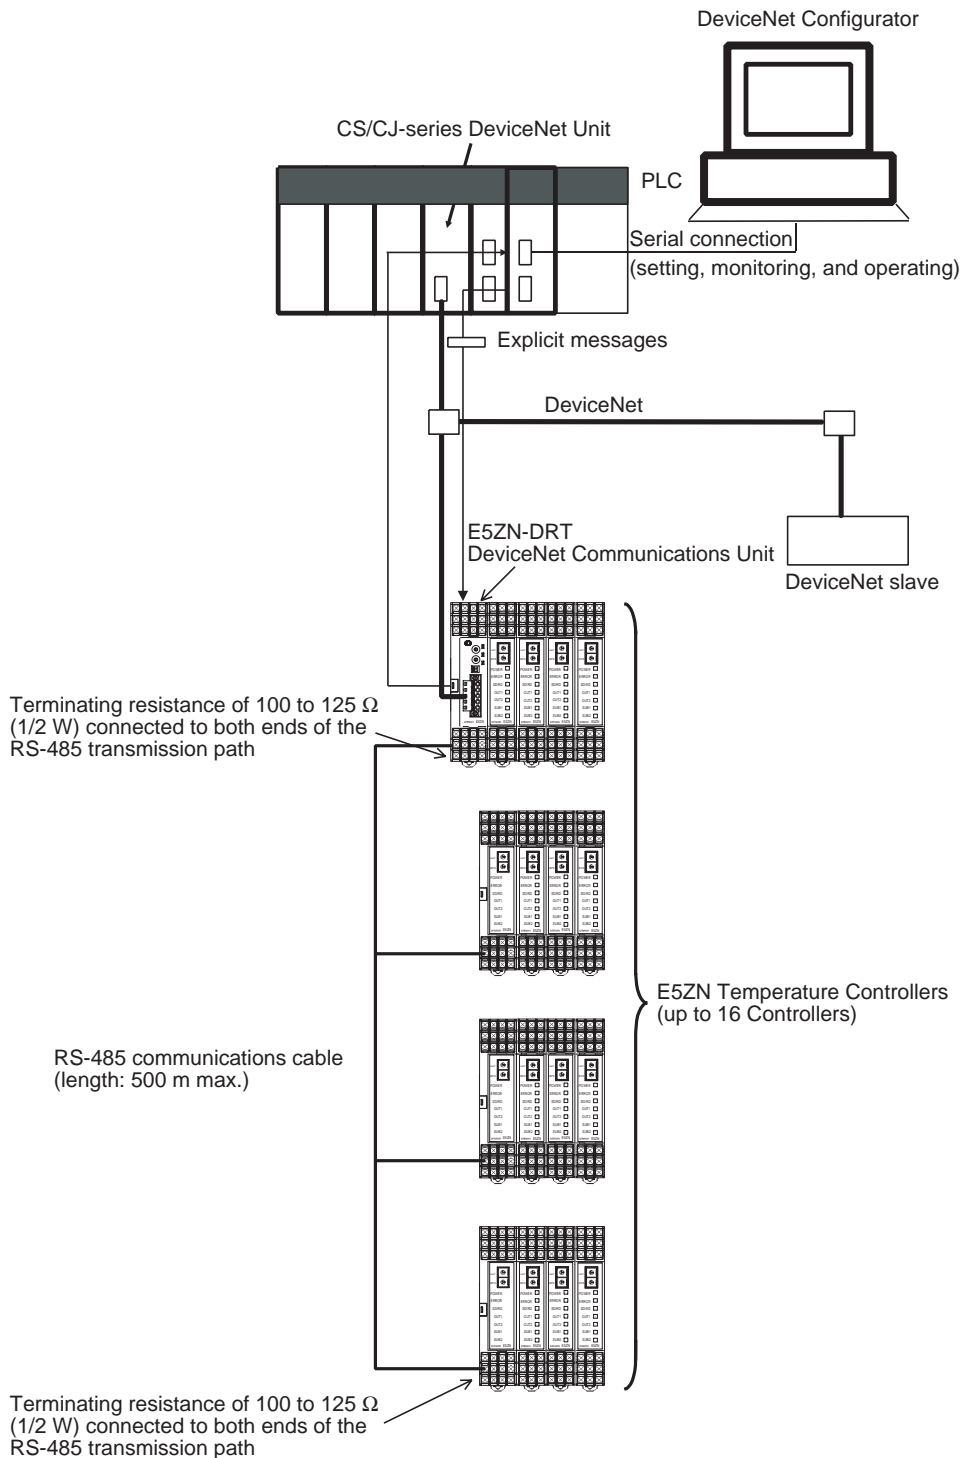 DeviceNet Configurator
CS/CJ-series DeviceNet Unit
PLC
Serial connection
(setting, monitoring, and operating)
Explicit messages
DeviceNet
E5ZN-DRT
DeviceNet Communications Unit
DeviceNet slave
Terminating resistance of 100 to 125 Ω
(1/2 W) connected to both ends of the
RS-485 transmission path
E5ZN Temperature Controllers
(up to 16 Controllers)
RS-485 communications cable
(length: 500 m max.)
Terminating resistance of 100 to 125 Ω
(1/2 W) connected to both ends of the
RS-485 transmission path